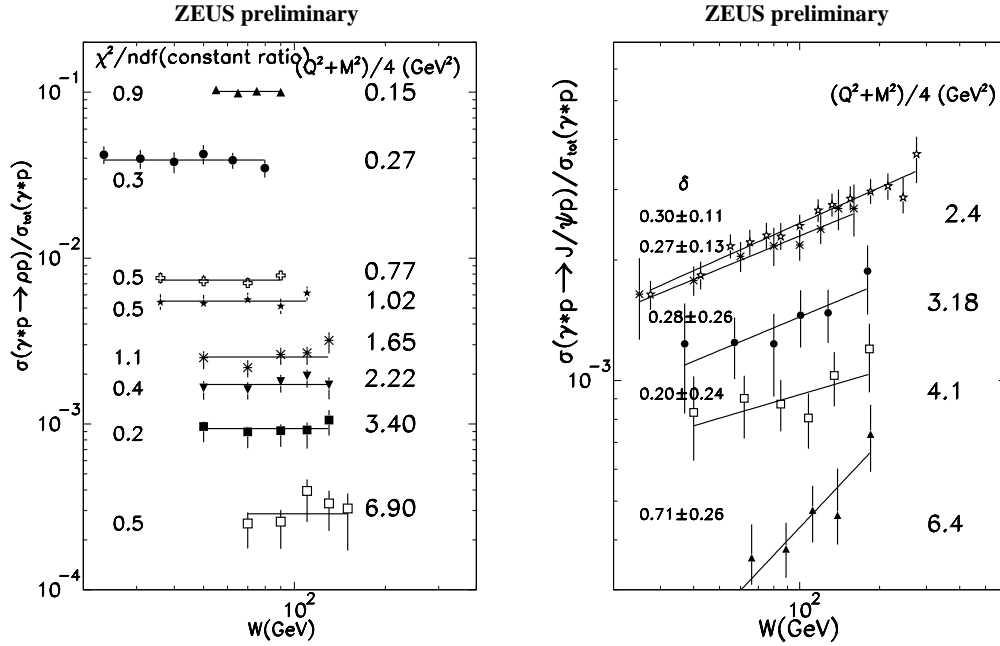 ZEUS preliminary
χ²/ndf(constant ratio)
(Q²+M²)/4 (GeV²)
σ(γ*p→ρp)/σtot(γ*p)
10⁻¹
10⁻²
10⁻³
10⁻⁴
0.9 0.15
0.3 0.27
0.5 0.77
0.5 1.02
1.1 1.65
0.4 2.22
0.2 3.40
0.5 6.90
10²
W(GeV)
ZEUS preliminary
(Q²+M²)/4 (GeV²)
σ(γ*p→J/ψp)/σtot(γ*p)
10⁻³
δ
0.30±0.11
0.27±0.13
2.4
0.28±0.26
3.18
0.20±0.24
4.1
0.71±0.26
6.4
10²
W(GeV)